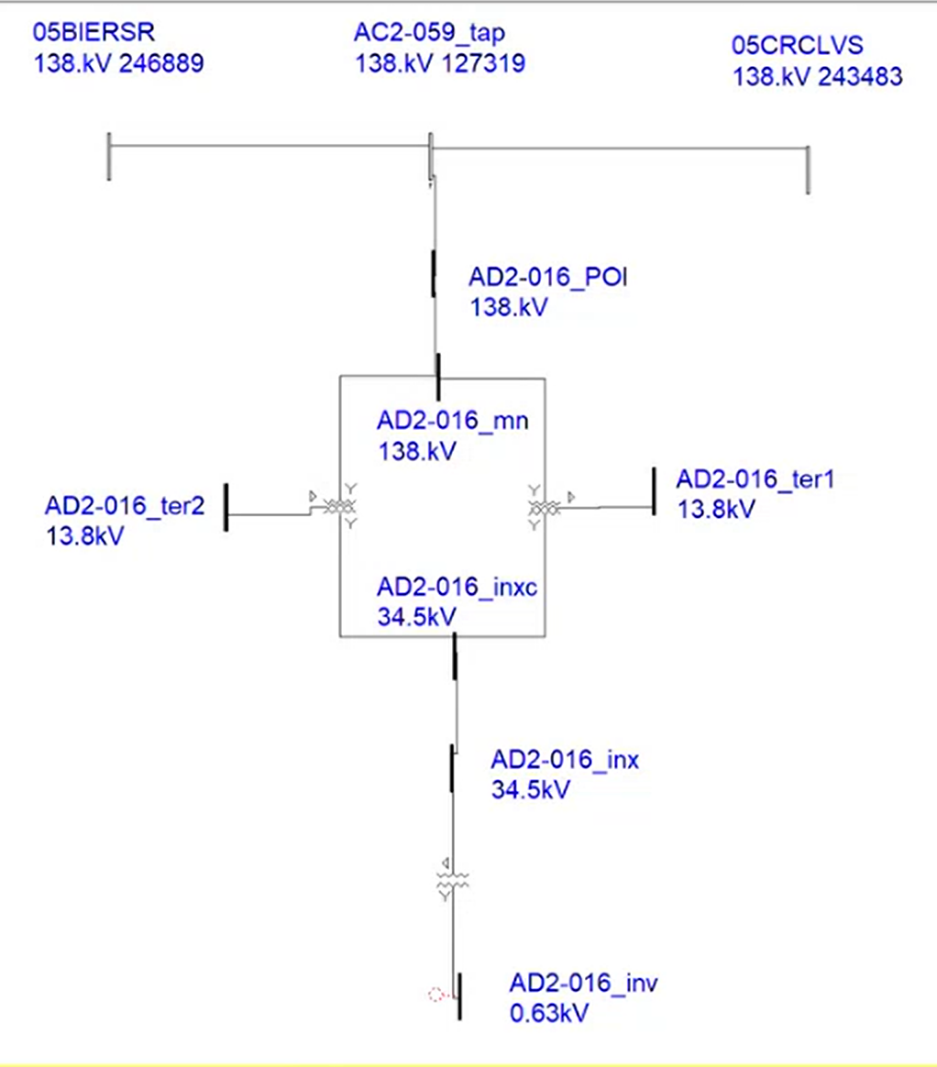 05BIERSR
138.kV 246889
AC2-059_tap
138.kV 127319
05CRCLVS
138.kV 243483
AD2-016_POI
138.kV
AD2-016_mn
138.kV
AD2-016_ter2
13.8kV
AD2-016_ter1
13.8kV
AD2-016_inxc
34.5kV
AD2-016_inx
34.5kV
AD2-016_inv
0.63kV